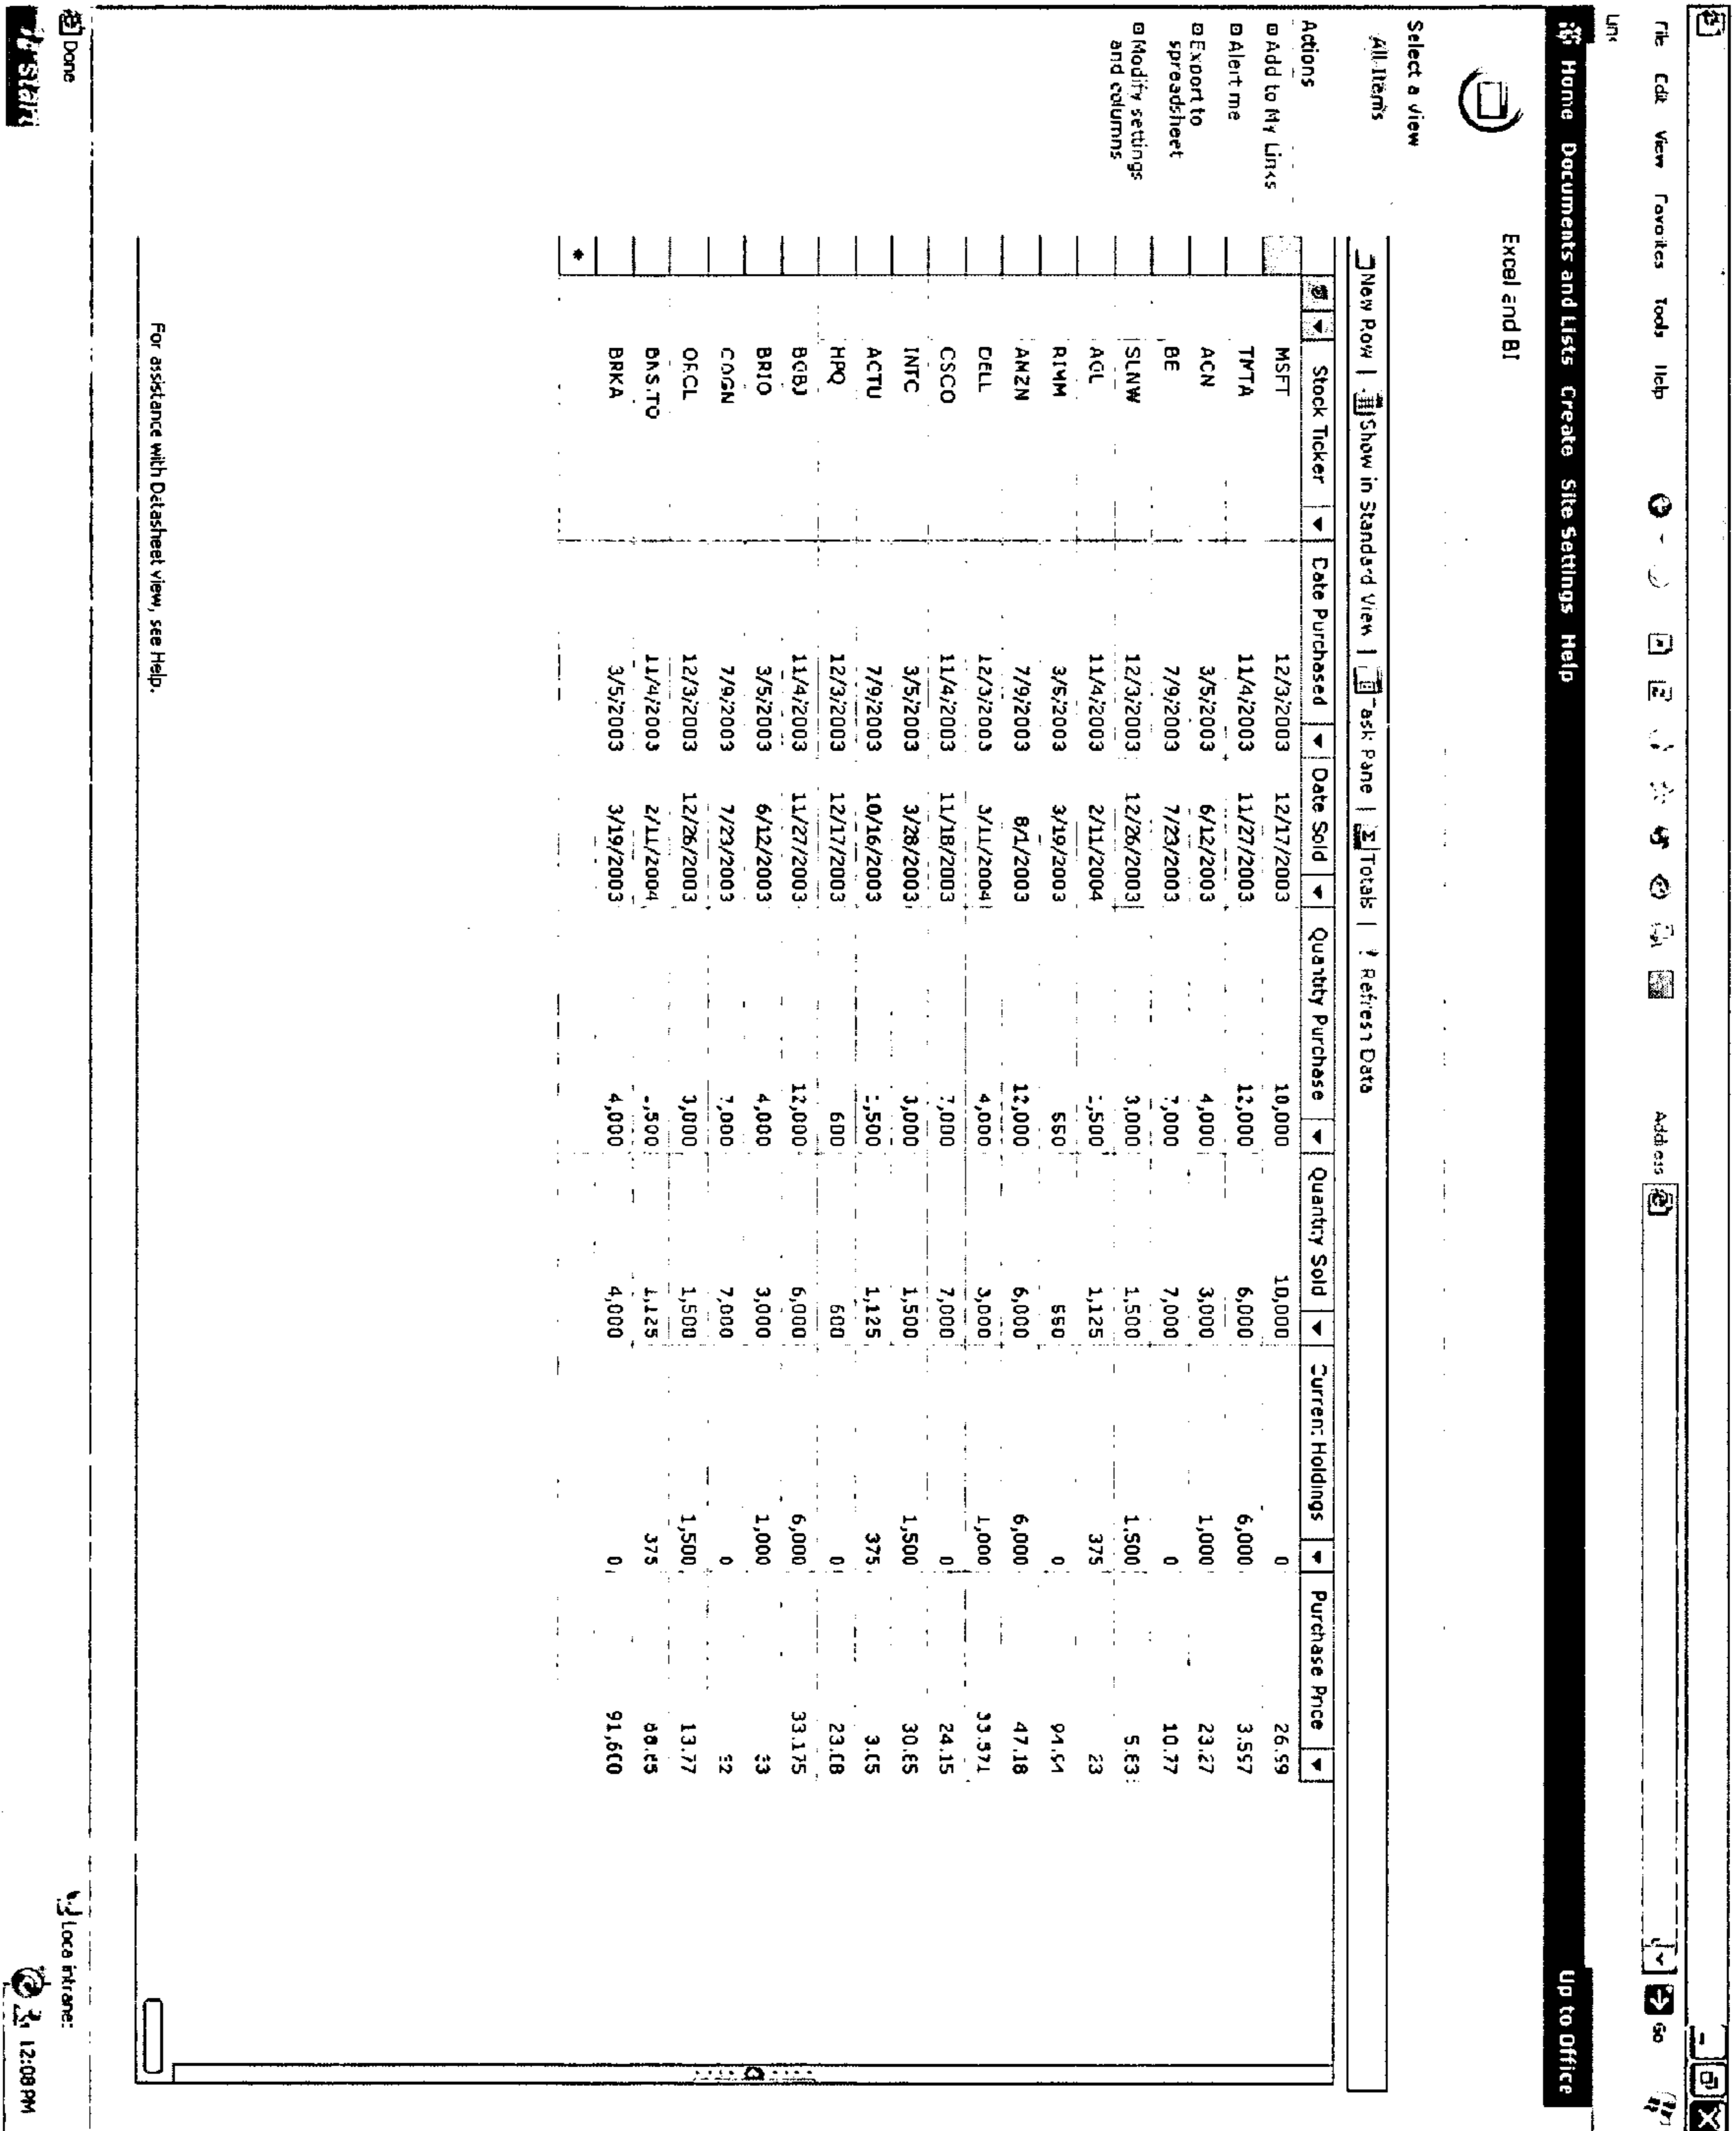 File Edit View Favorites Tools Help Address Go
Links
Home Documents and Lists Create Site Settings Help Up to Office
Excel and BI
Select a view
All Items
Actions
Add to My Links
Alert me
Export to
spreadsheet
Modify settings
and columns
New Row | Show in Standard View | Task Pane | Σ Totals | Refresh Data
Stock Ticker Date Purchased Date Sold Quantity Purchase Quantity Sold Current Holdings Purchase Price
MSFT 12/3/2003 12/17/2003 10,000 10,000 0 26.59
TMTA 11/4/2003 11/27/2003 12,000 6,000 6,000 3.597
ACN 3/5/2003 6/12/2003 4,000 3,000 1,000 23.27
BE 7/9/2003 7/23/2003 7,000 7,000 0 10.77
SLNW 12/3/2003 12/26/2003 3,000 1,500 1,500 5.63
AOL 11/4/2003 2/11/2004 1,125 375 23
RIMM 3/5/2003 3/19/2003 550 550 0
AMZN 7/9/2003 8/1/2003 12,000 6,000 6,000 47.18
DELL 12/3/2003 3/11/2004 4,000 3,000 1,000 33.571
CSCO 11/4/2003 11/18/2003 7,000 7,000 0 24.15
INTC 3/5/2003 3/28/2003 3,000 1,500 1,500 30.85
ACTU 7/9/2003 10/16/2003 1,125 375 3.05
HPQ 12/3/2003 12/17/2003 600 600 0 23.08
BOBJ 11/4/2003 11/27/2003 12,000 6,000 6,000 33.175
BRIO 3/5/2003 6/12/2003 4,000 3,000 1,000
COGN 7/9/2003 7/23/2003 7,000 7,000 0
ORCL 12/3/2003 12/26/2003 3,000 1,500 1,500 13.77
BNS.TO 11/4/2003 2/11/2004 1,125 375
BRKA 3/5/2003 3/19/2003 4,000 4,000 0 91,600
*
For assistance with Datasheet view, see Help.
Done Local intranet
start 12:08 PM